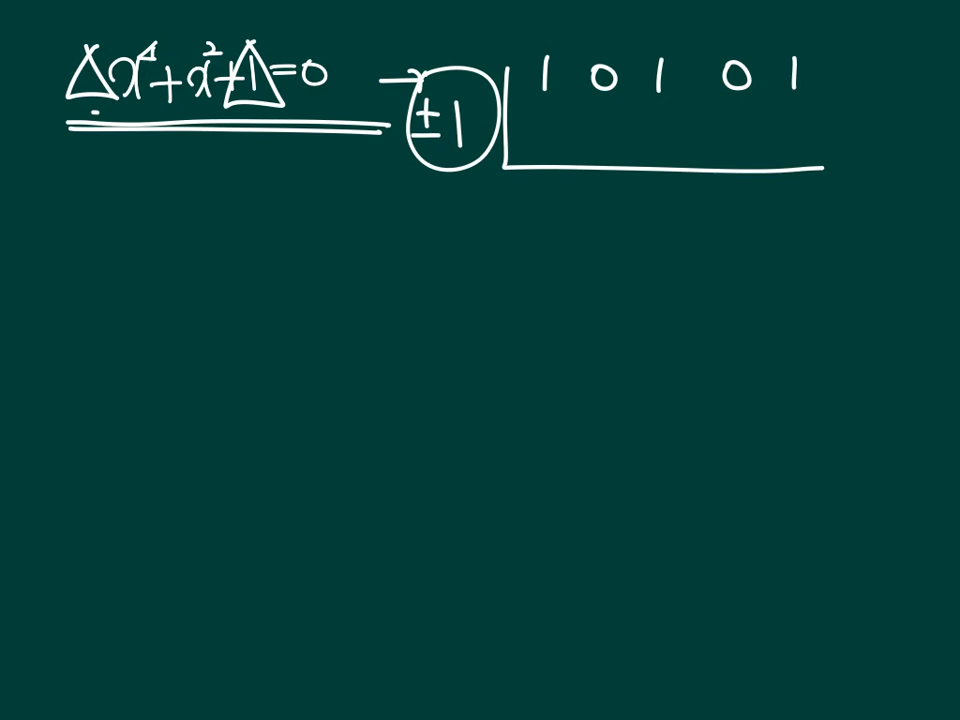 x⁴+x²+1=0 → ±1 | 1 0 1 0 1